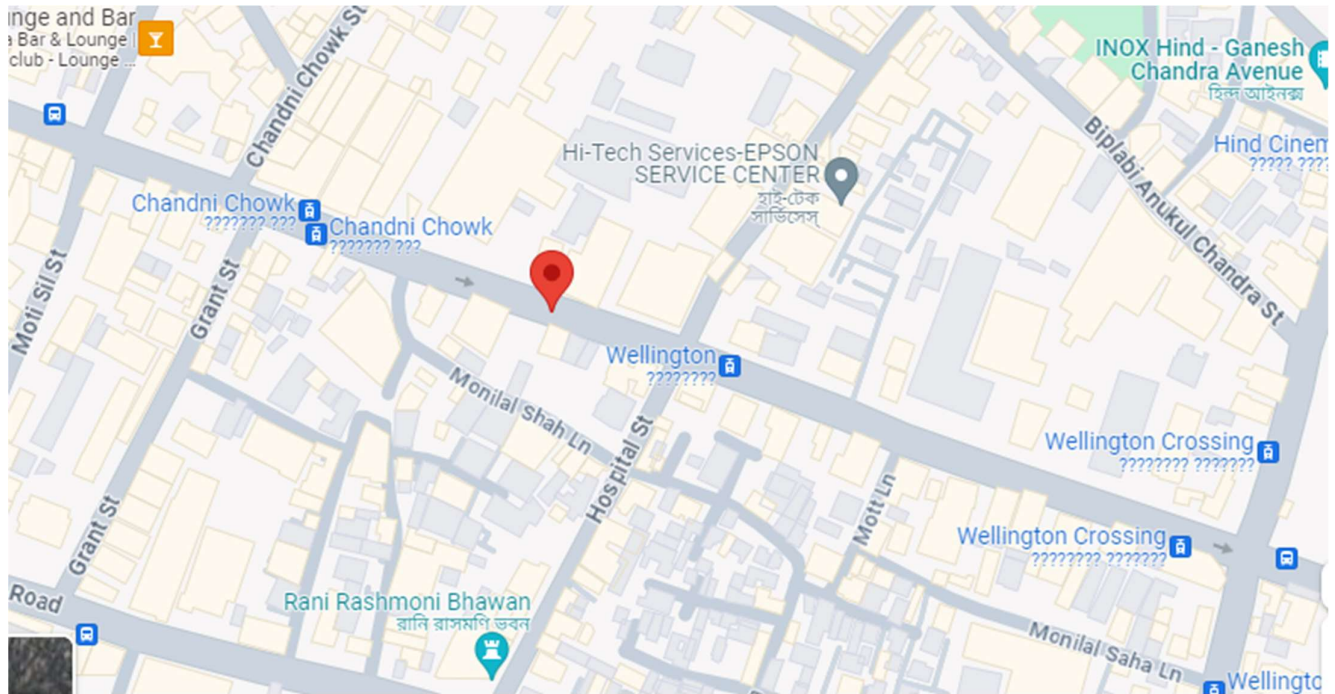 nge and Bar
a Bar & Lounge |
club - Lounge ...
Chandni Chowk St
INOX Hind - Ganesh
Chandra Avenue
হিন্দ আইনক্স
Biplabi Anukul Chandra St
Hind Cinem
????? ????
Hi-Tech Services-EPSON
SERVICE CENTER
হাই-টেক
সার্ভিসেস্
Chandni Chowk
??????? ???
Chandni Chowk
??????? ???
Moti Sil St
Grant St
Wellington
????????
Monilal Shah Ln
Hospital St
Wellington Crossing
???????? ???????
Mott Ln
Grant St
Wellington Crossing
???????? ???????
Road
Rani Rashmoni Bhawan
রানি রাসমণি ভবন
Monilal Saha Ln
Wellingto